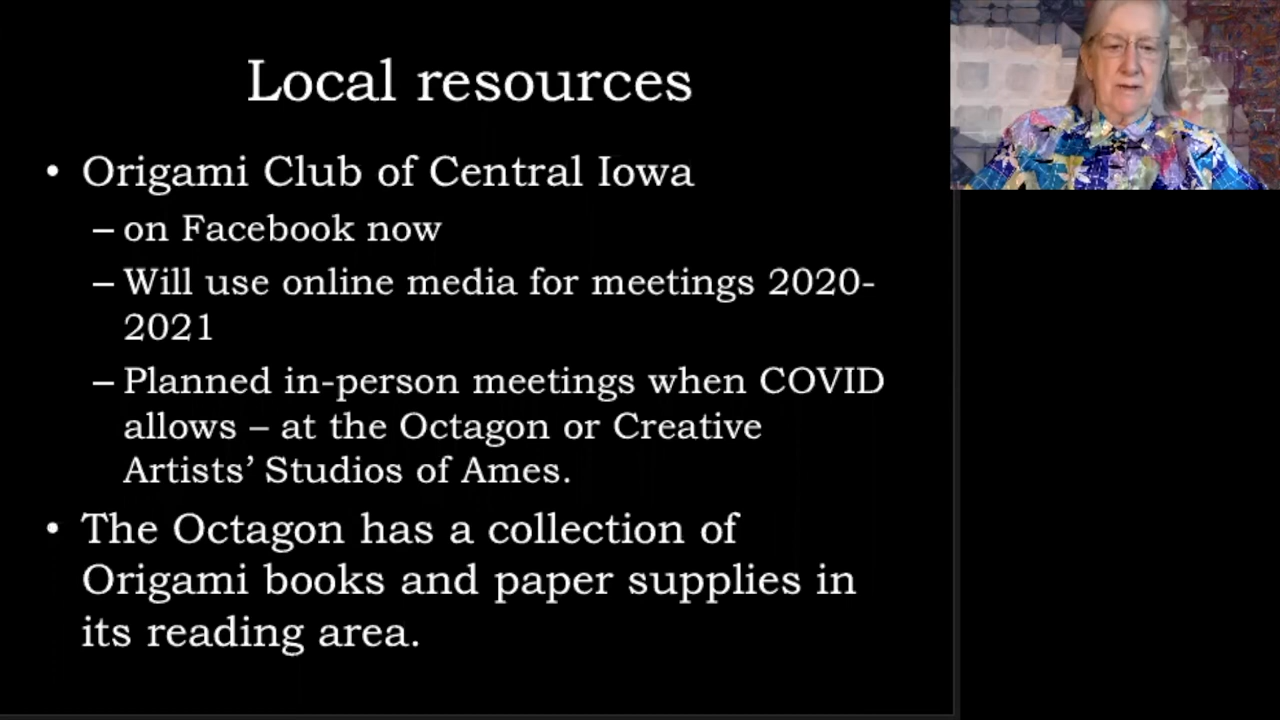 Local resources
• Origami Club of Central Iowa
– on Facebook now
– Will use online media for meetings 2020-
2021
– Planned in-person meetings when COVID
allows – at the Octagon or Creative
Artists’ Studios of Ames.
• The Octagon has a collection of
Origami books and paper supplies in
its reading area.